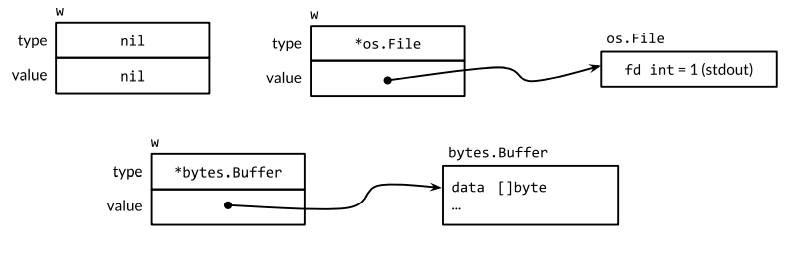 w
type nil
value nil
w
type *os.File
value
os.File
fd int = 1 (stdout)
w
type *bytes.Buffer
value
bytes.Buffer
data []byte
…